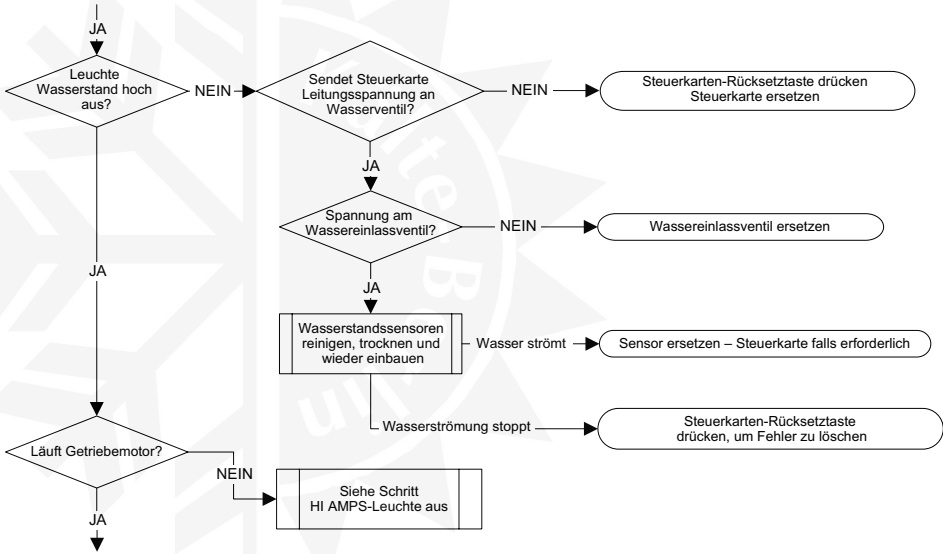 JA
Leuchte
Wasserstand hoch
aus?
NEIN
Sendet Steuerkarte
Leitungsspannung an
Wasserventil?
NEIN
Steuerkarten-Rücksetztaste drücken
Steuerkarte ersetzen
JA
Spannung am
Wassereinlassventil?
NEIN
Wassereinlassventil ersetzen
JA
JA
Wasserstandssensoren
reinigen, trocknen und
wieder einbauen
Wasser strömt
Sensor ersetzen – Steuerkarte falls erforderlich
Wasserströmung stoppt
Steuerkarten-Rücksetztaste
drücken, um Fehler zu löschen
Läuft Getriebemotor?
NEIN
Siehe Schritt
HI AMPS-Leuchte aus
JA